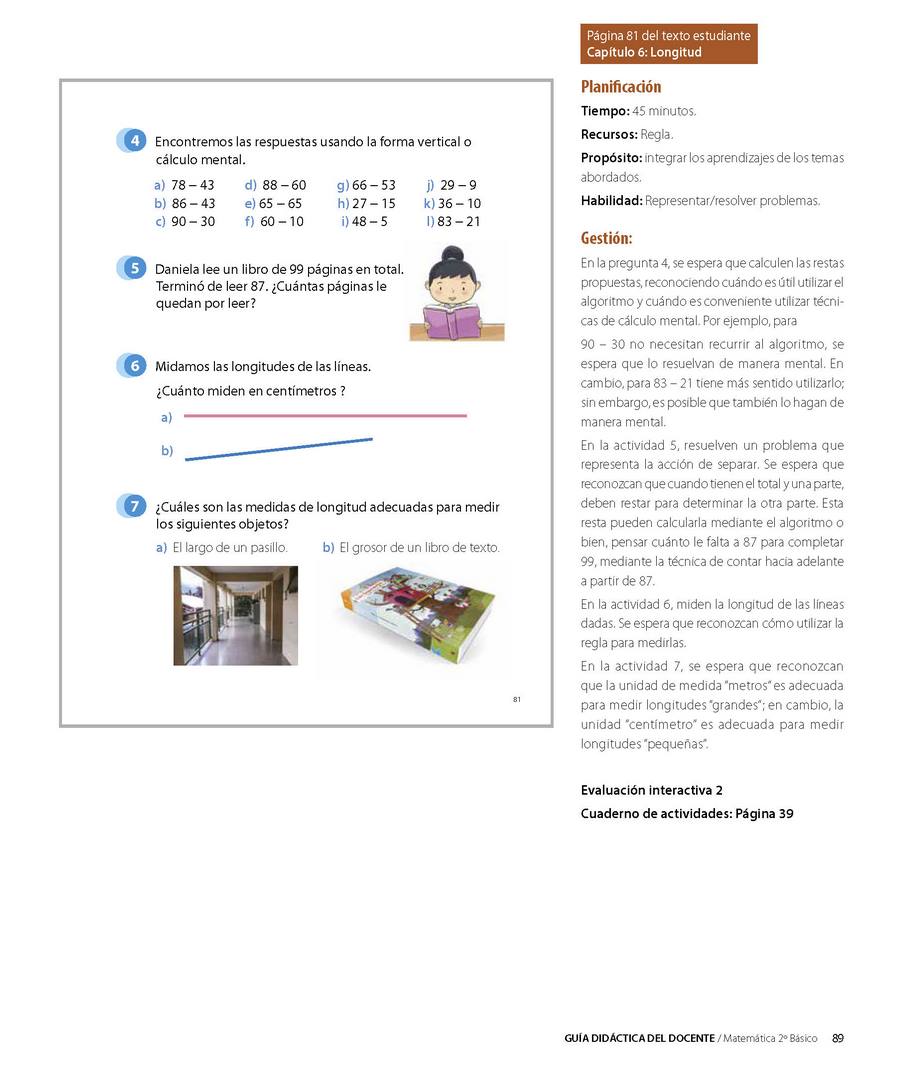 Página 81 del texto estudiante
Capítulo 6: Longitud
4 Encontremos las respuestas usando la forma vertical o
cálculo mental.
a) 78 – 43 d) 88 – 60 g) 66 – 53 j) 29 – 9
b) 86 – 43 e) 65 – 65 h) 27 – 15 k) 36 – 10
c) 90 – 30 f) 60 – 10 i) 48 – 5 l) 83 – 21
5 Daniela lee un libro de 99 páginas en total.
Terminó de leer 87. ¿Cuántas páginas le
quedan por leer?
6 Midamos las longitudes de las líneas.
¿Cuánto miden en centímetros ?
a)
b)
7 ¿Cuáles son las medidas de longitud adecuadas para medir
los siguientes objetos?
a) El largo de un pasillo. b) El grosor de un libro de texto.
81
Planificación
Tiempo: 45 minutos.
Recursos: Regla.
Propósito: integrar los aprendizajes de los temas
abordados.
Habilidad: Representar/resolver problemas.
Gestión:
En la pregunta 4, se espera que calculen las restas
propuestas, reconociendo cuándo es útil utilizar el
algoritmo y cuándo es conveniente utilizar técni-
cas de cálculo mental. Por ejemplo, para
90 – 30 no necesitan recurrir al algoritmo, se
espera que lo resuelvan de manera mental. En
cambio, para 83 – 21 tiene más sentido utilizarlo;
sin embargo, es posible que también lo hagan de
manera mental.
En la actividad 5, resuelven un problema que
representa la acción de separar. Se espera que
reconozcan que cuando tienen el total y una parte,
deben restar para determinar la otra parte. Esta
resta pueden calcularla mediante el algoritmo o
bien, pensar cuánto le falta a 87 para completar
99, mediante la técnica de contar hacia adelante
a partir de 87.
En la actividad 6, miden la longitud de las líneas
dadas. Se espera que reconozcan cómo utilizar la
regla para medirlas.
En la actividad 7, se espera que reconozcan
que la unidad de medida “metros” es adecuada
para medir longitudes “grandes”; en cambio, la
unidad “centímetro” es adecuada para medir
longitudes “pequeñas”.
Evaluación interactiva 2
Cuaderno de actividades: Página 39
GUÍA DIDÁCTICA DEL DOCENTE / Matemática 2º Básico 89